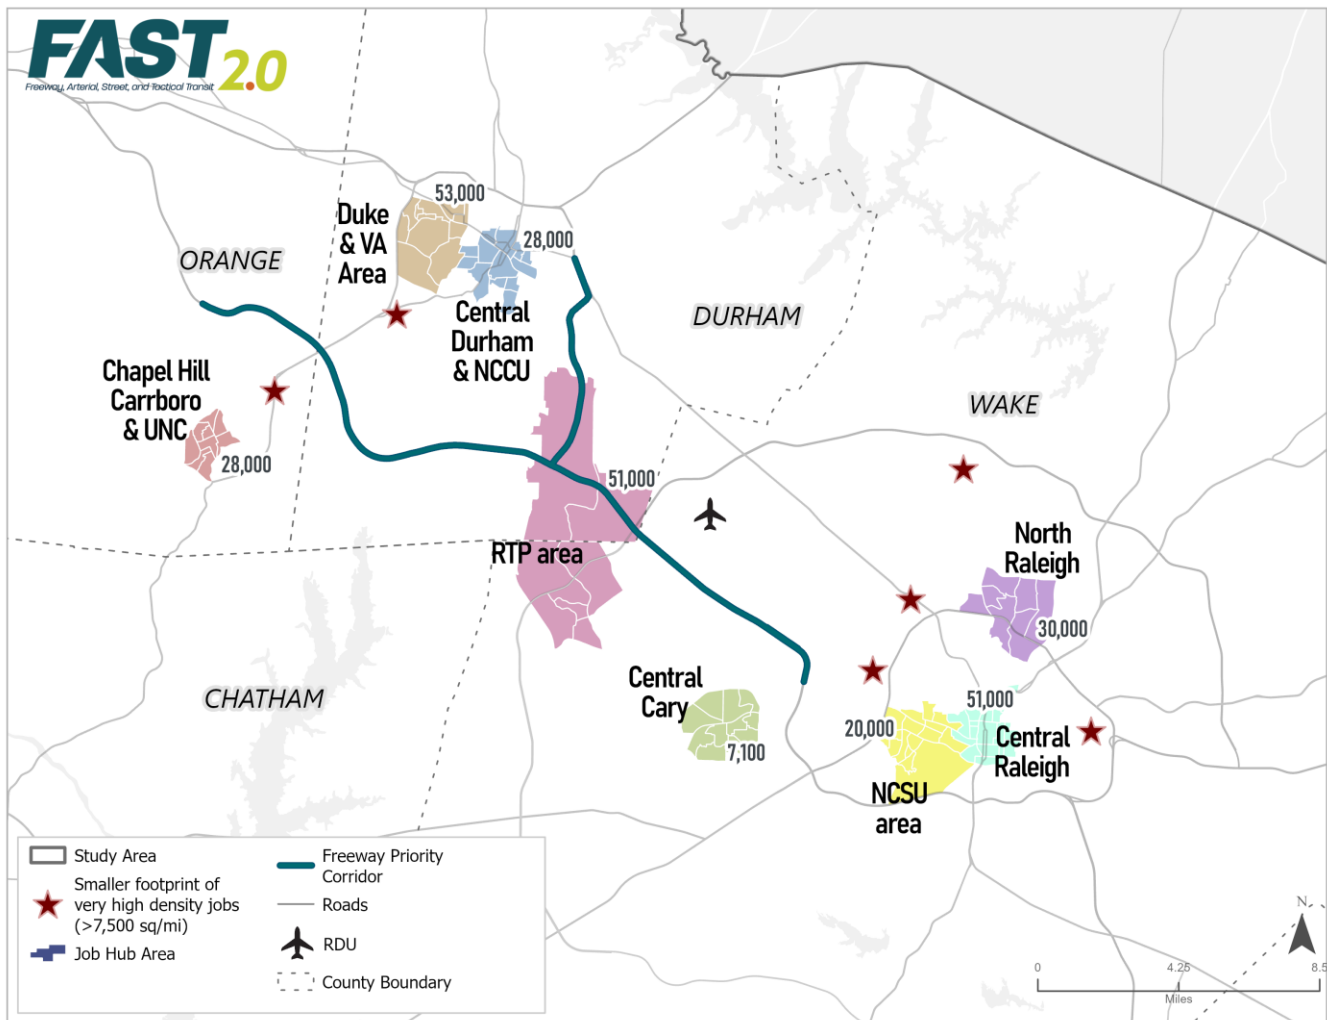 FAST 2.0
Freeway, Arterial, Street, and Tactical Transit
53,000
Duke
& VA
Area
28,000
ORANGE
DURHAM
Central
Durham
& NCCU
Chapel Hill
Carrboro
& UNC
28,000
WAKE
51,000
RTP area
North
Raleigh
30,000
CHATHAM
Central
Cary
7,100
51,000
20,000
Central
Raleigh
NCSU
area
Study Area
Smaller footprint of
very high density jobs
(>7,500 sq/mi)
Job Hub Area
Freeway Priority
Corridor
Roads
RDU
County Boundary
N
0 4.25 8.5
Miles